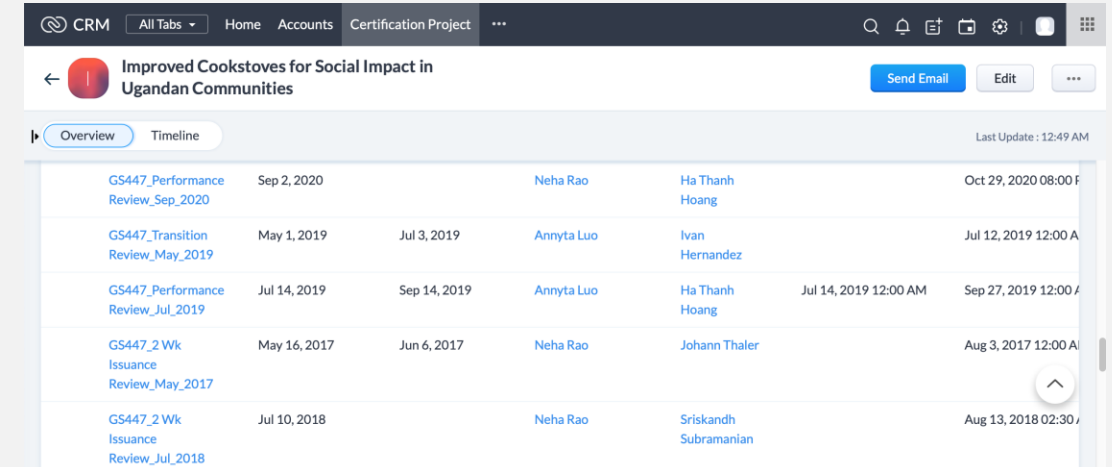 CRM All Tabs Home Accounts Certification Project
Improved Cookstoves for Social Impact in
Ugandan Communities
Send Email Edit
Overview Timeline Last Update : 12:49 AM
GS447_Performance Sep 2, 2020 Neha Rao Ha Thanh Oct 29, 2020 08:00
Review_Sep_2020 Hoang
GS447_Transition May 1, 2019 Jul 3, 2019 Annyta Luo Ivan Jul 12, 2019 12:00 A
Review_May_2019 Hernandez
GS447_Performance Jul 14, 2019 Sep 14, 2019 Annyta Luo Ha Thanh Jul 14, 2019 12:00 AM Sep 27, 2019 12:00
Review_Jul_2019 Hoang
GS447_2 Wk May 16, 2017 Jun 6, 2017 Neha Rao Johann Thaler Aug 3, 2017 12:00 A
Issuance
Review_May_2017
GS447_2 Wk Jul 10, 2018 Neha Rao Sriskandh Aug 13, 2018 02:30
Issuance Subramanian
Review_Jul_2018